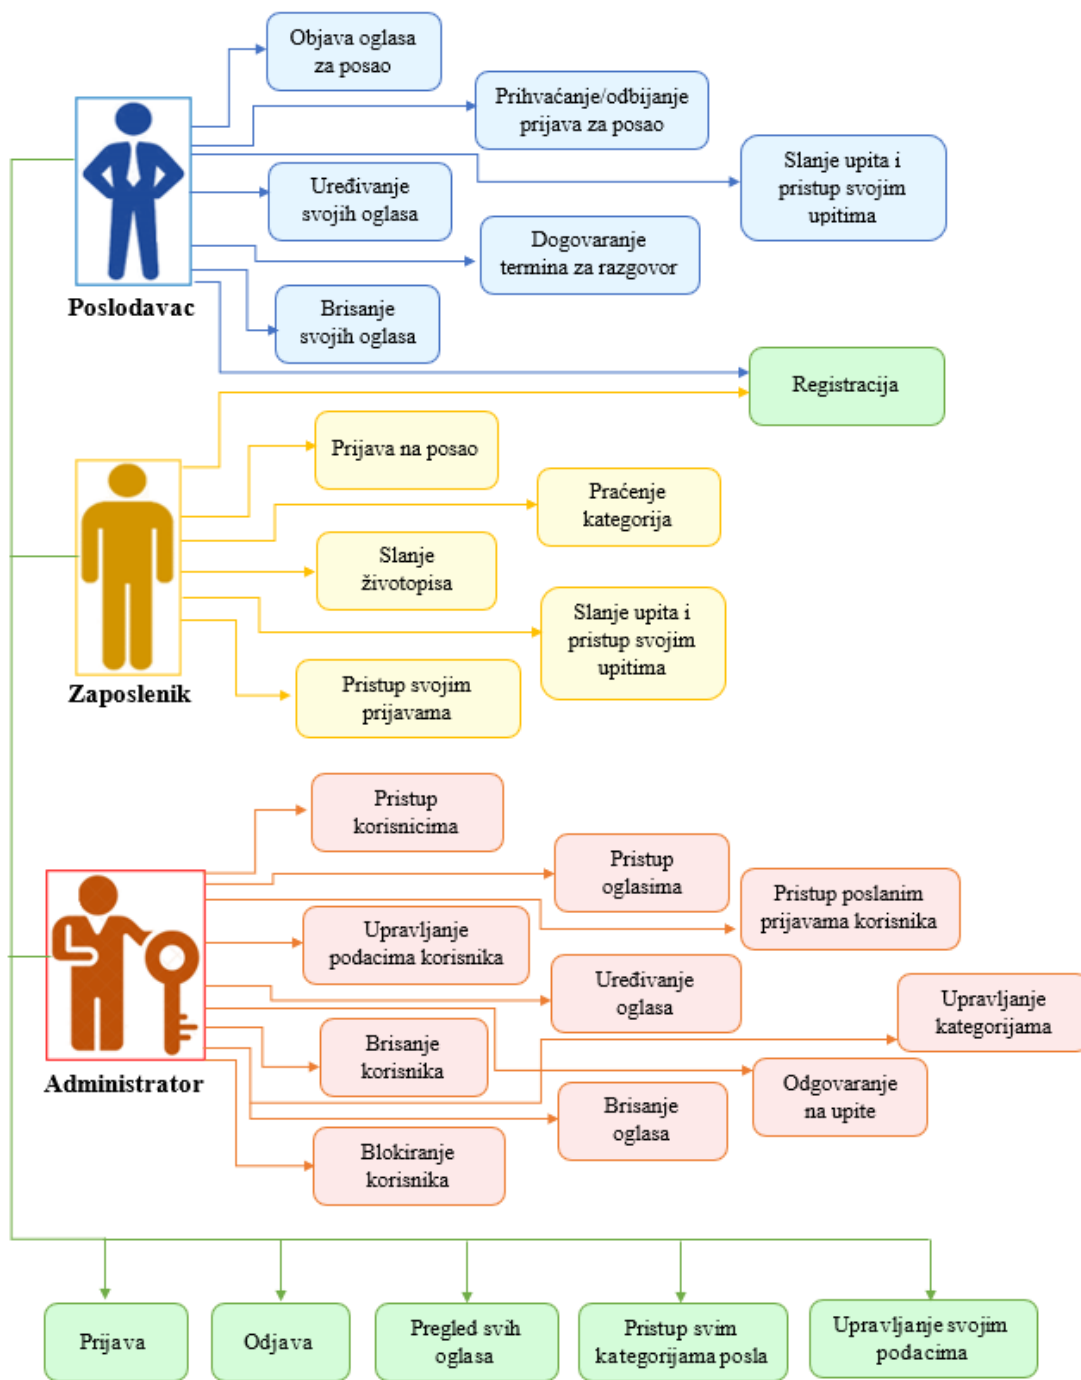 Objava oglasa
za posao
Prihvaćanje/odbijanje
prijava za posao
Slanje upita i
pristup svojim
upitima
Uređivanje
svojih oglasa
Dogovaranje
termina za razgovor
Poslodavac
Brisanje
svojih oglasa
Registracija
Prijava na posao
Praćenje
kategorija
Slanje
životopisa
Slanje upita i
pristup svojim
upitima
Zaposlenik
Pristup svojim
prijavama
Pristup
korisnicima
Pristup
oglasima
Pristup poslanim
prijavama korisnika
Upravljanje
podacima korisnika
Uređivanje
oglasa
Upravljanje
kategorijama
Brisanje
korisnika
Administrator
Odgovaranje
na upite
Brisanje
oglasa
Blokiranje
korisnika
Prijava
Odjava
Pregled svih
oglasa
Pristup svim
kategorijama posla
Upravljanje svojim
podacima